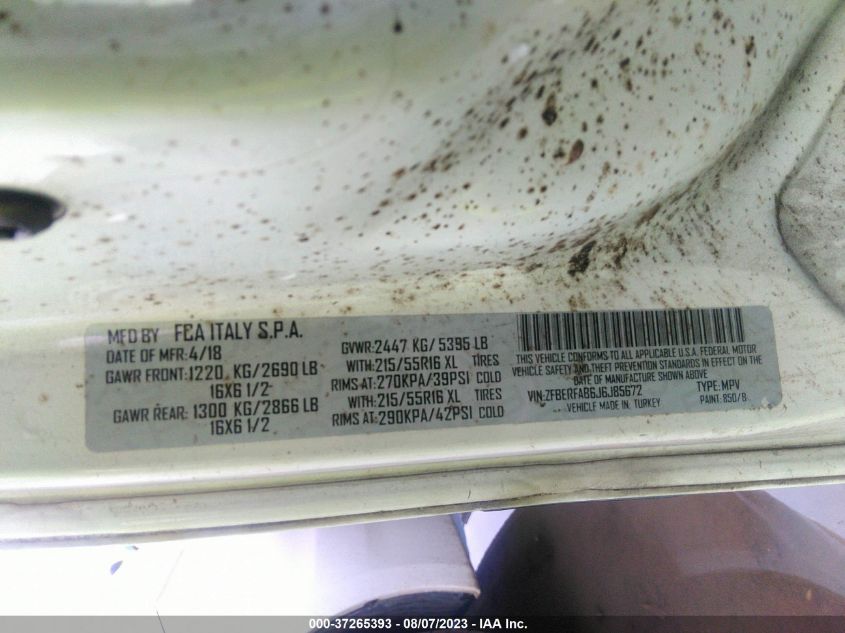 MFD BY FCA ITALY S.P.A.
DATE OF MFR:4/18
GAWR FRONT:1220 KG/2690 LB
16X6 1/2
GAWR REAR: 1300 KG/2866 LB
16X6 1/2
GVWR:2447 KG/ 5395 LB
WITH:215/55R16 XL TIRES
RIMS AT:270KPA/39PSI COLD
WITH:215/55R16 XL TIRES
RIMS AT:290KPA/42PSI COLD
THIS VEHICLE CONFORMS TO ALL APPLICABLE U.S.A. FEDERAL MOTOR
VEHICLE SAFETY, BUMPER, AND THEFT PREVENTION STANDARDS IN EFFECT ON THE
DATE OF MANUFACTURE SHOWN ABOVE.
VIN:ZFBERFAB6J6J85672 TYPE: MPV
VEHICLE MADE IN, TURKEY PAINT: 850/B
000-37265393 - 08/07/2023 - IAA Inc.